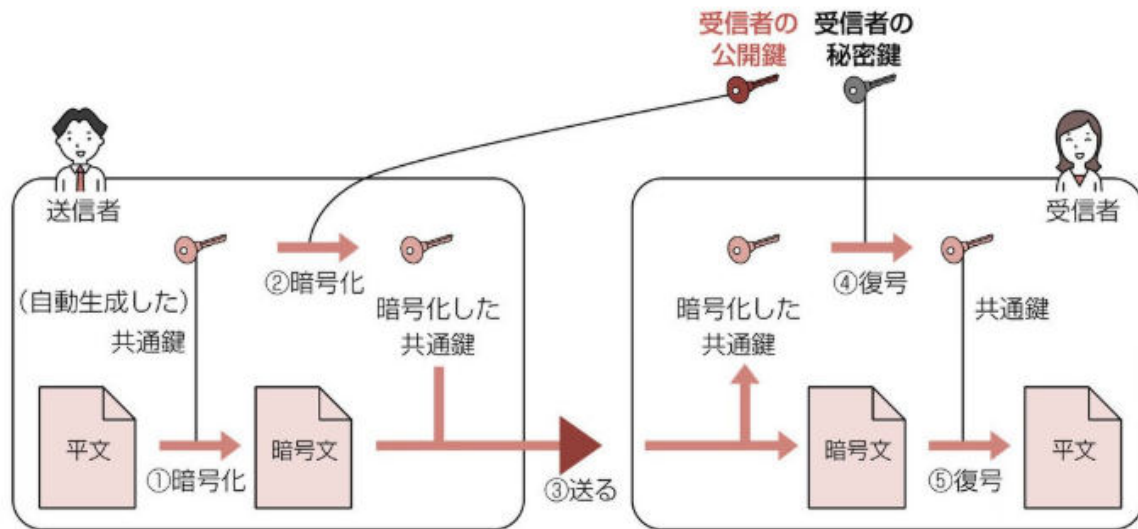 受信者の
公開鍵
受信者の
秘密鍵
送信者
受信者
②暗号化
④復号
(自動生成した)
共通鍵
暗号化した
共通鍵
暗号化した
共通鍵
共通鍵
平文
暗号文
暗号文
平文
①暗号化
③送る
⑤復号